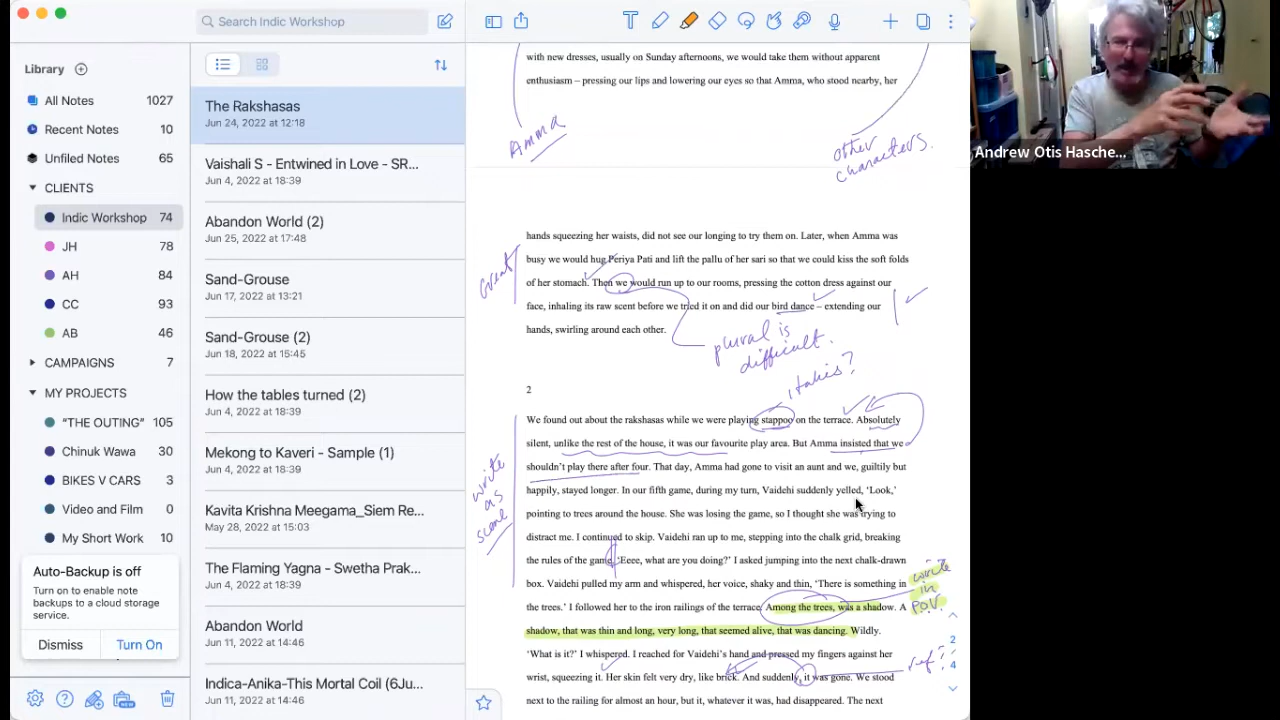 Search Indic Workshop
Library
All Notes 1027
Recent Notes 10
Unfiled Notes 65
CLIENTS
Indic Workshop 74
JH 78
AH 84
CC 93
AB 46
CAMPAIGNS 7
MY PROJECTS
"THE OUTING" 105
Chinuk Wawa 30
BIKES V CARS 3
Video and Film 0
My Short Work 10
Auto-Backup is off
Turn on to enable note
backups to a cloud storage
service.
Dismiss Turn On
The Rakshasas
Jun 24, 2022 at 12:18
Vaishali S - Entwined in Love - SR...
Jun 4, 2022 at 18:39
Abandon World (2)
Jun 25, 2022 at 17:48
Sand-Grouse
Jun 17, 2022 at 13:21
Sand-Grouse (2)
Jun 18, 2022 at 15:45
How the tables turned (2)
Jun 4, 2022 at 18:39
Mekong to Kaveri - Sample (1)
Jun 4, 2022 at 18:39
Kavita Krishna Meegama_Siem Re...
May 28, 2022 at 15:03
The Flaming Yagna - Swetha Prak...
Jun 4, 2022 at 18:39
Abandon World
Jun 11, 2022 at 14:46
Indica-Anika-This Mortal Coil (6Ju...
Jun 11, 2022 at 14:46
with new dresses, usually on Sunday afternoons, we would take them without apparent
enthusiasm – pressing our lips and lowering our eyes so that Amma, who stood nearby, her
Amma
other
characters.
hands squeezing her waists, did not see our longing to try them on. Later, when Amma was
busy we would hug Periya Pati and lift the pallu of her sari so that we could kiss the soft folds
great
of her stomach. Then we would run up to our rooms, pressing the cotton dress against our
face, inhaling its raw scent before we tried it on and did our bird dance – extending our
hands, swirling around each other.
plural is
difficult.
2
italics?
We found out about the rakshasas while we were playing stappoo on the terrace. Absolutely
silent, unlike the rest of the house, it was our favourite play area. But Amma insisted that we
shouldn't play there after four. That day, Amma had gone to visit an aunt and we, guiltily but
write
as
scene
happily, stayed longer. In our fifth game, during my turn, Vaidehi suddenly yelled, 'Look,'
pointing to trees around the house. She was losing the game, so I thought she was trying to
distract me. I continued to skip. Vaidehi ran up to me, stepping into the chalk grid, breaking
the rules of the game. 'Eeee, what are you doing?' I asked jumping into the next chalk-drawn
box. Vaidehi pulled my arm and whispered, her voice, shaky and thin, 'There is something in
write
in
P.O.V.
the trees.' I followed her to the iron railings of the terrace. Among the trees, was a shadow. A
shadow, that was thin and long, very long, that seemed alive, that was dancing. Wildly.
'What is it?' I whispered. I reached for Vaidehi's hand and pressed my fingers against her
ref
wrist, squeezing it. Her skin felt very dry, like brick. And suddenly, it was gone. We stood
next to the railing for almost an hour, but it, whatever it was, had disappeared. The next
2
4
Andrew Otis Hasche...